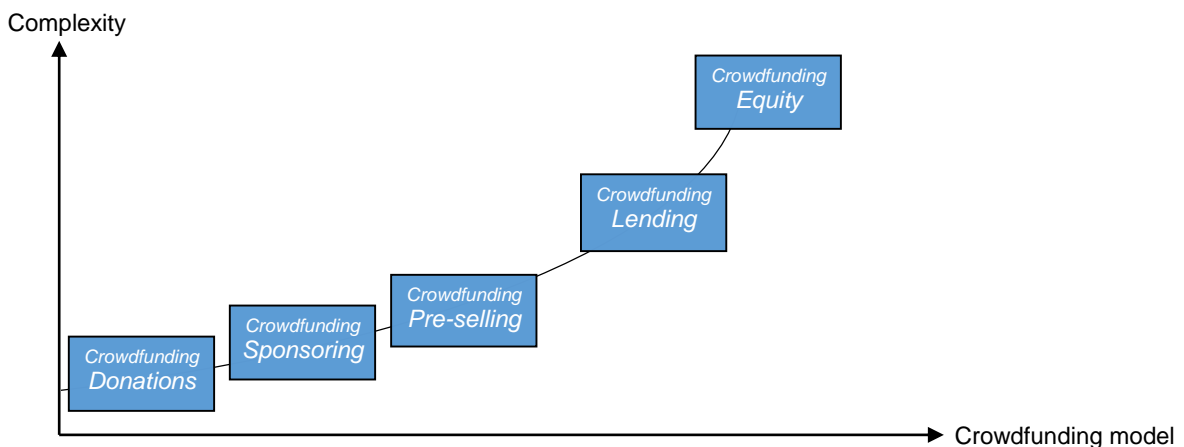 Complexity
Crowdfunding
Equity
Crowdfunding
Lending
Crowdfunding
Pre-selling
Crowdfunding
Sponsoring
Crowdfunding
Donations
Crowdfunding model